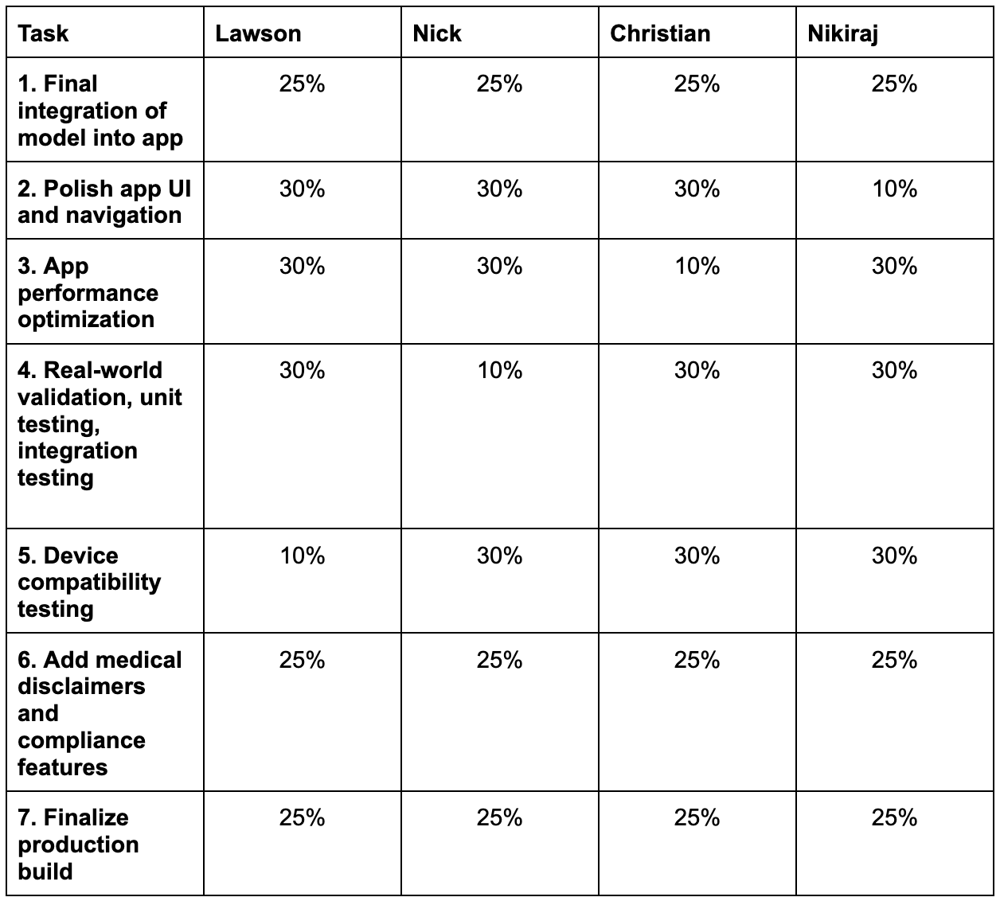 Task Lawson Nick Christian Nikiraj
1. Final 25% 25% 25% 25%
integration of
model into app
2. Polish app UI 30% 30% 30% 10%
and navigation
3. App 30% 30% 10% 30%
performance
optimization
4. Real-world 30% 10% 30% 30%
validation, unit
testing,
integration
testing
5. Device 10% 30% 30% 30%
compatibility
testing
6. Add medical 25% 25% 25% 25%
disclaimers
and
compliance
features
7. Finalize 25% 25% 25% 25%
production
build